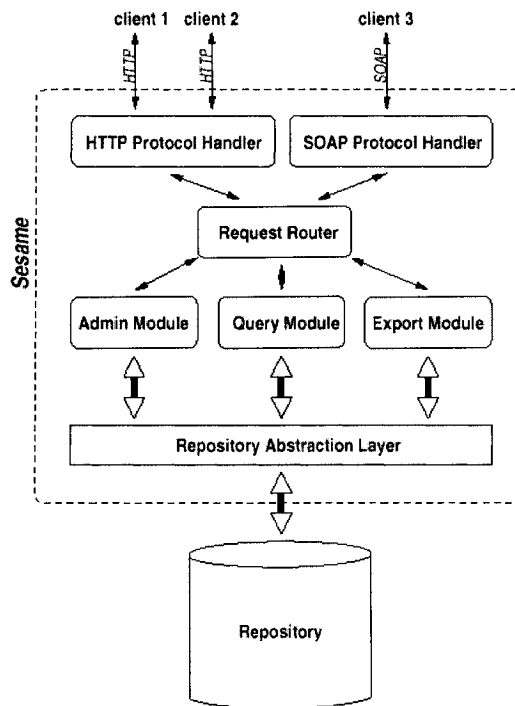 client 1
client 2
client 3
HTTP
HTTP
SOAP
HTTP Protocol Handler
SOAP Protocol Handler
Request Router
Sesame
Admin Module
Query Module
Export Module
Repository Abstraction Layer
Repository